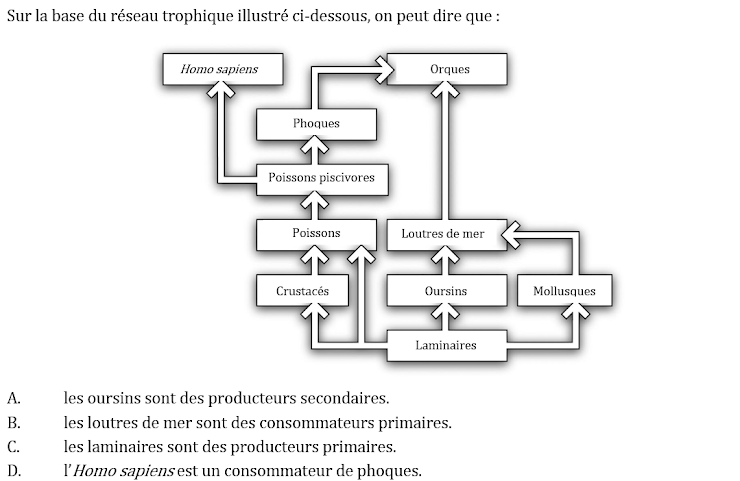 Sur la base du réseau trophique illustré ci-dessous, on peut dire que :
Homo sapiens
Orques
Phoques
Poissons piscivores
Poissons
Loutres de mer
Crustacés
Oursins
Mollusques
Laminaires
A. les oursins sont des producteurs secondaires.
B. les loutres de mer sont des consommateurs primaires.
C. les laminaires sont des producteurs primaires.
D. l'Homo sapiens est un consommateur de phoques.